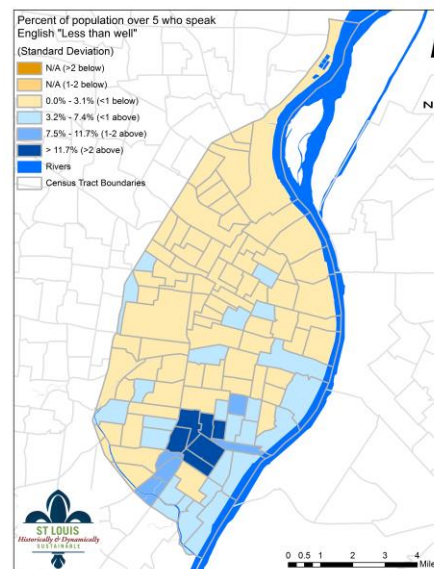 Percent of population over 5 who speak
English "Less than well"
(Standard Deviation)
N/A (>2 below)
N/A (1-2 below)
0.0% - 3.1% (<1 below)
3.2% - 7.4% (<1 above)
7.5% - 11.7% (1-2 above)
> 11.7% (>2 above)
Rivers
Census Tract Boundaries
N
ST LOUIS
Historically & Dynamically
SUSTAINABLE
0 0.5 1 2 3 4
Mile